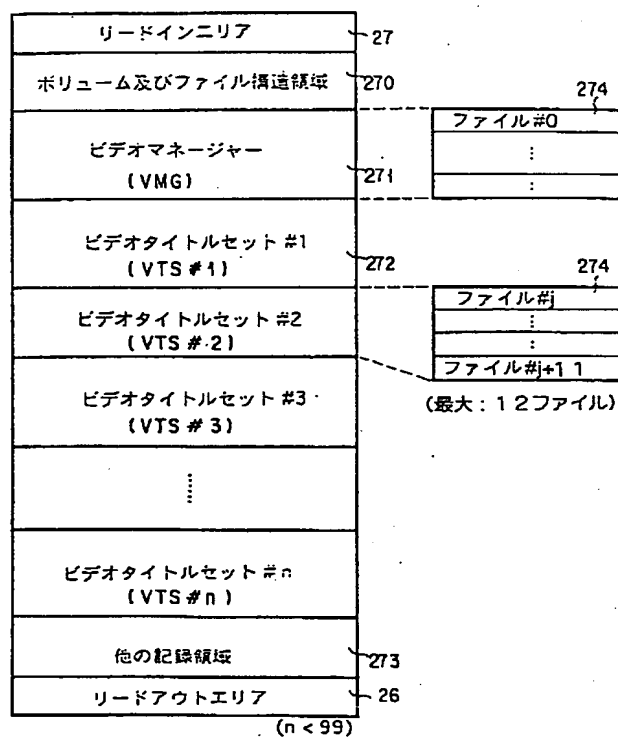 リードインニリア
27
ボリューム及びファイル構造領域
270
ビデオマネージャー
(VMG)
271
274
ファイル#0
⋮
:
ビデオタイトルセット #1
(VTS #1)
272
ビデオタイトルセット #2
(VTS #2)
274
ファイル#j
⋮
:
ファイル#j+11
(最大:12ファイル)
ビデオタイトルセット #3
(VTS #3)
⋮
ビデオタイトルセット #n
(VTS #n)
他の記録領域
273
リードアウトエリア
26
(n < 99)